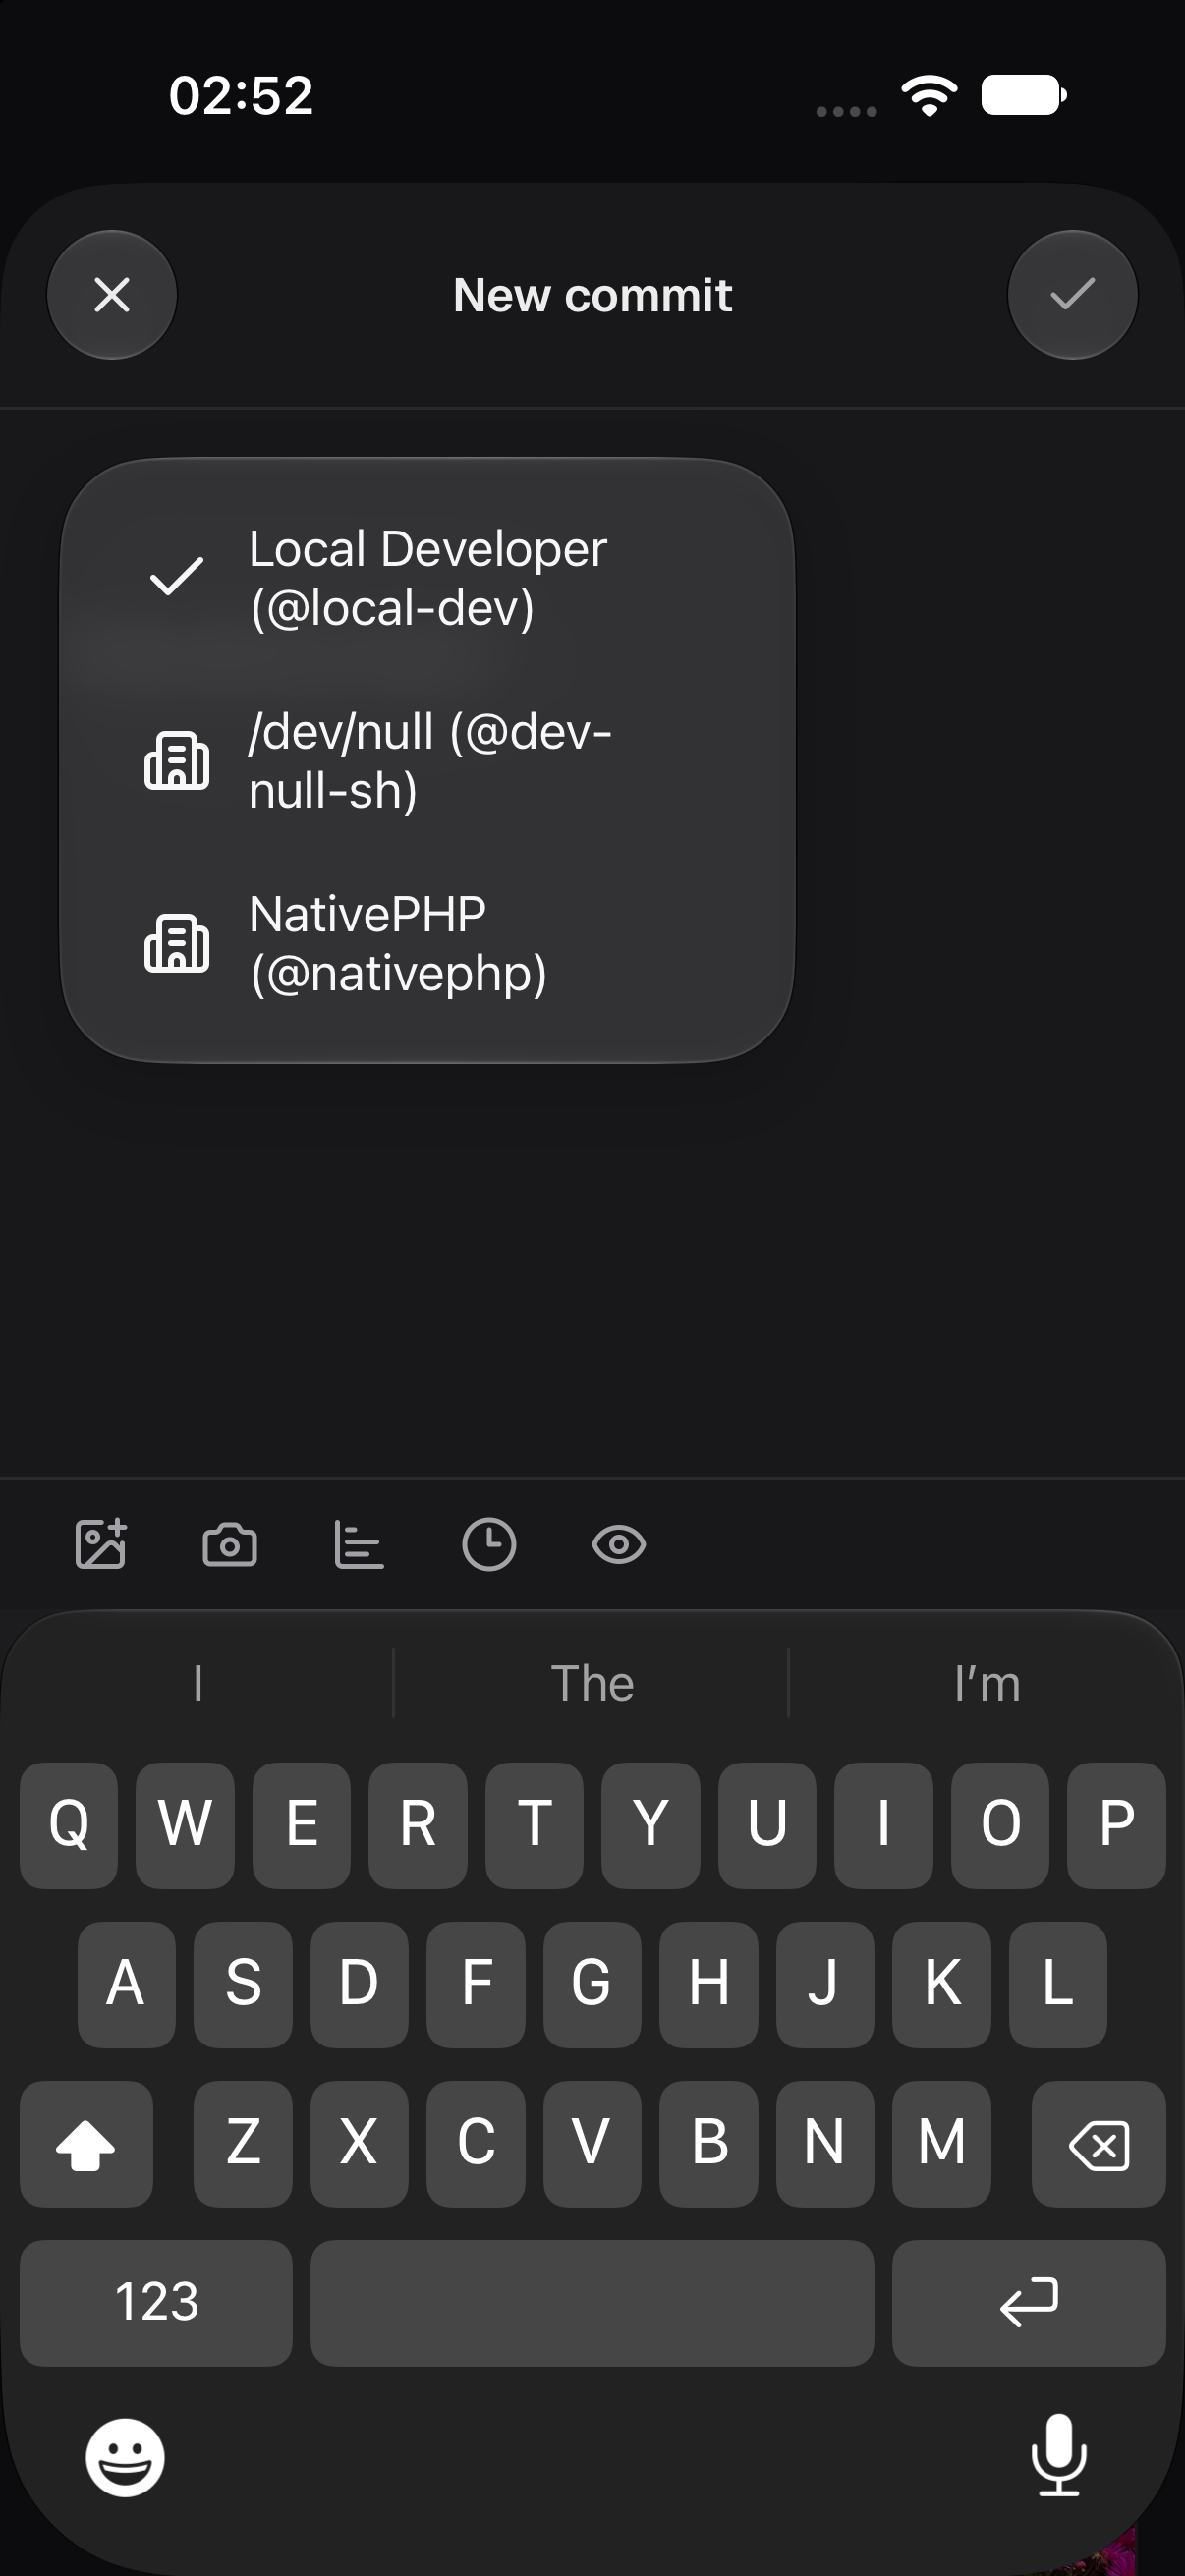 02:52
New commit
Local Developer
(@local-dev)
/dev/null (@dev-
null-sh)
NativePHP
(@nativephp)
I The I’m
Q W E R T Y U I O P
A S D F G H J K L
Z X C V B N M
123